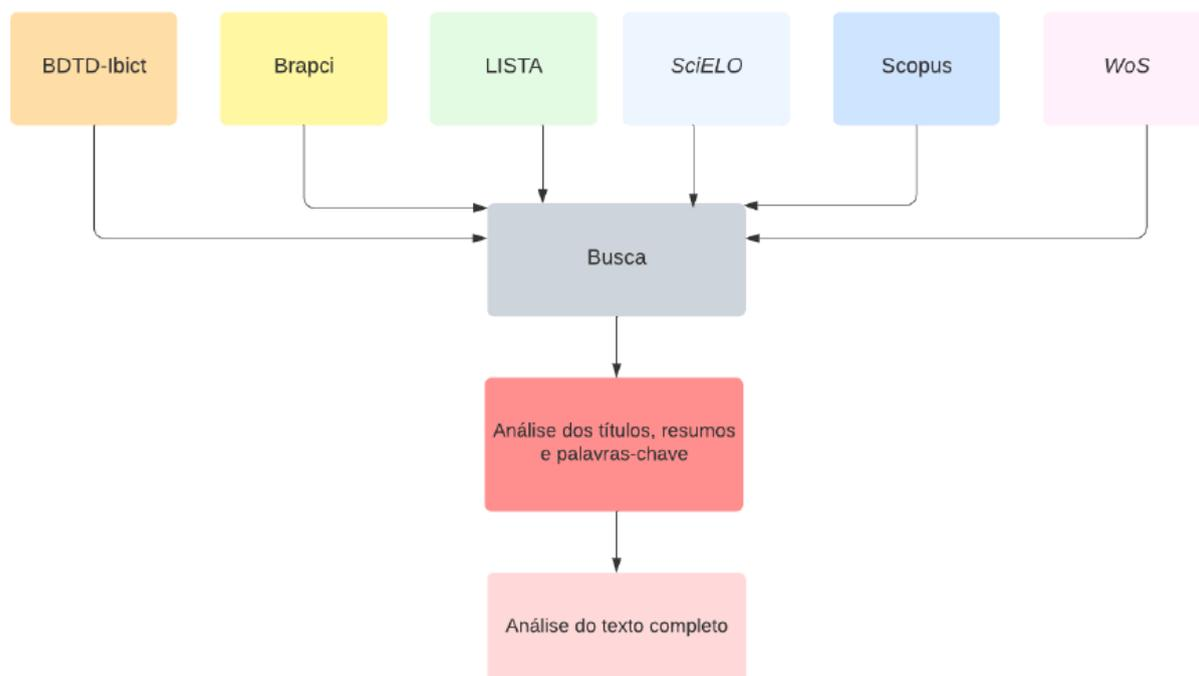 BDTD-Ibict
Brapci
LISTA
SciELO
Scopus
WoS
Busca
Análise dos títulos, resumos
e palavras-chave
Análise do texto completo